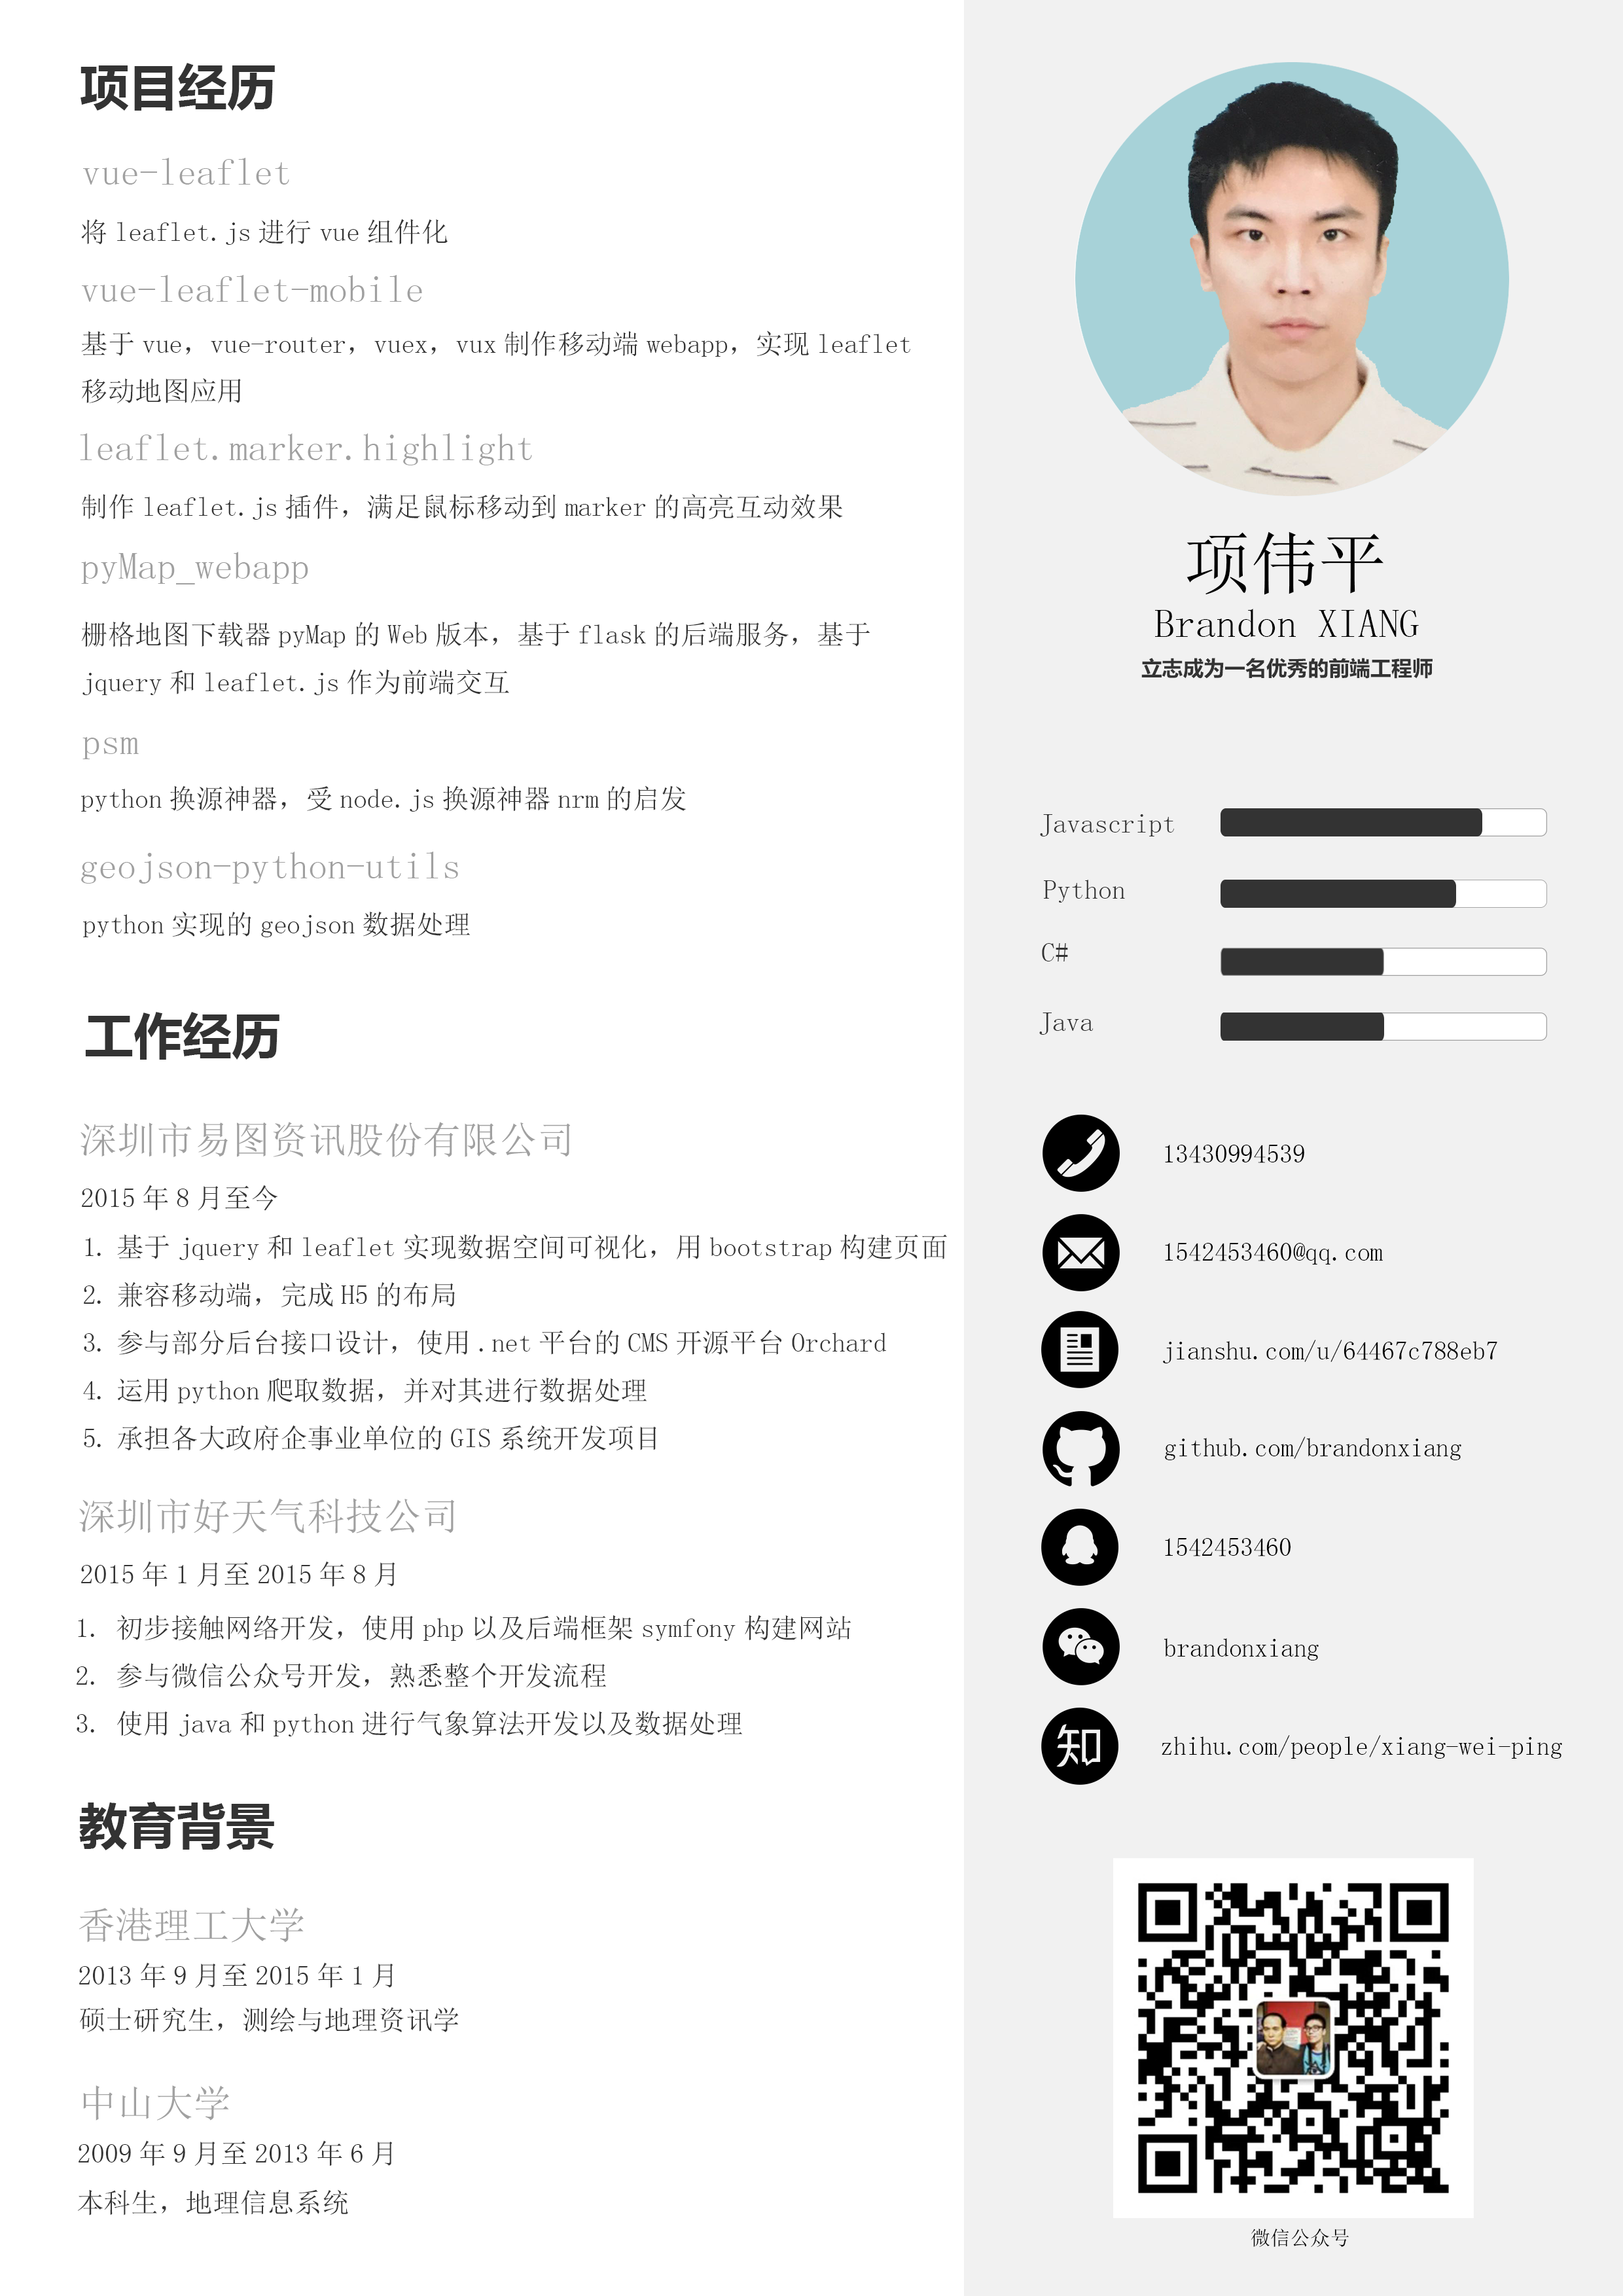 项目经历
vue-leaflet
将 leaflet.js 进行 vue 组件化
vue-leaflet-mobile
基于 vue，vue-router，vuex，vux 制作移动端 webapp，实现 leaflet
移动地图应用
leaflet.marker.highlight
制作 leaflet.js 插件，满足鼠标移动到 marker 的高亮互动效果
pyMap_webapp
栅格地图下载器 pyMap 的 Web 版本，基于 flask 的后端服务，基于
jquery 和 leaflet.js 作为前端交互
psm
python 换源神器，受 node.js 换源神器 nrm 的启发
geojson-python-utils
python 实现的 geojson 数据处理
工作经历
深圳市易图资讯股份有限公司
2015 年 8 月至今
1. 基于 jquery 和 leaflet 实现数据空间可视化，用 bootstrap 构建页面
2. 兼容移动端，完成 H5 的布局
3. 参与部分后台接口设计，使用 .net 平台的 CMS 开源平台 Orchard
4. 运用 python 爬取数据，并对其进行数据处理
5. 承担各大政府企事业单位的 GIS 系统开发项目
深圳市好天气科技公司
2015 年 1 月至 2015 年 8 月
1. 初步接触网络开发，使用 php 以及后端框架 symfony 构建网站
2. 参与微信公众号开发，熟悉整个开发流程
3. 使用 java 和 python 进行气象算法开发以及数据处理
教育背景
香港理工大学
2013 年 9 月至 2015 年 1 月
硕士研究生，测绘与地理资讯学
中山大学
2009 年 9 月至 2013 年 6 月
本科生，地理信息系统
项伟平
Brandon XIANG
立志成为一名优秀的前端工程师
Javascript
Python
C#
Java
13430994539
1542453460@qq.com
jianshu.com/u/64467c788eb7
github.com/brandonxiang
1542453460
brandonxiang
知
zhihu.com/people/xiang-wei-ping
微信公众号